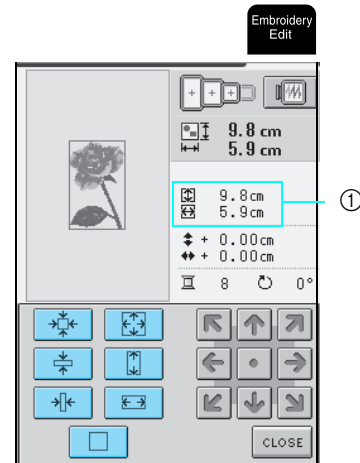 Embroidery
Edit
9.8 cm
5.9 cm
9.8cm
5.9cm
①
+ 0.00cm
+ 0.00cm
8 0°
CLOSE